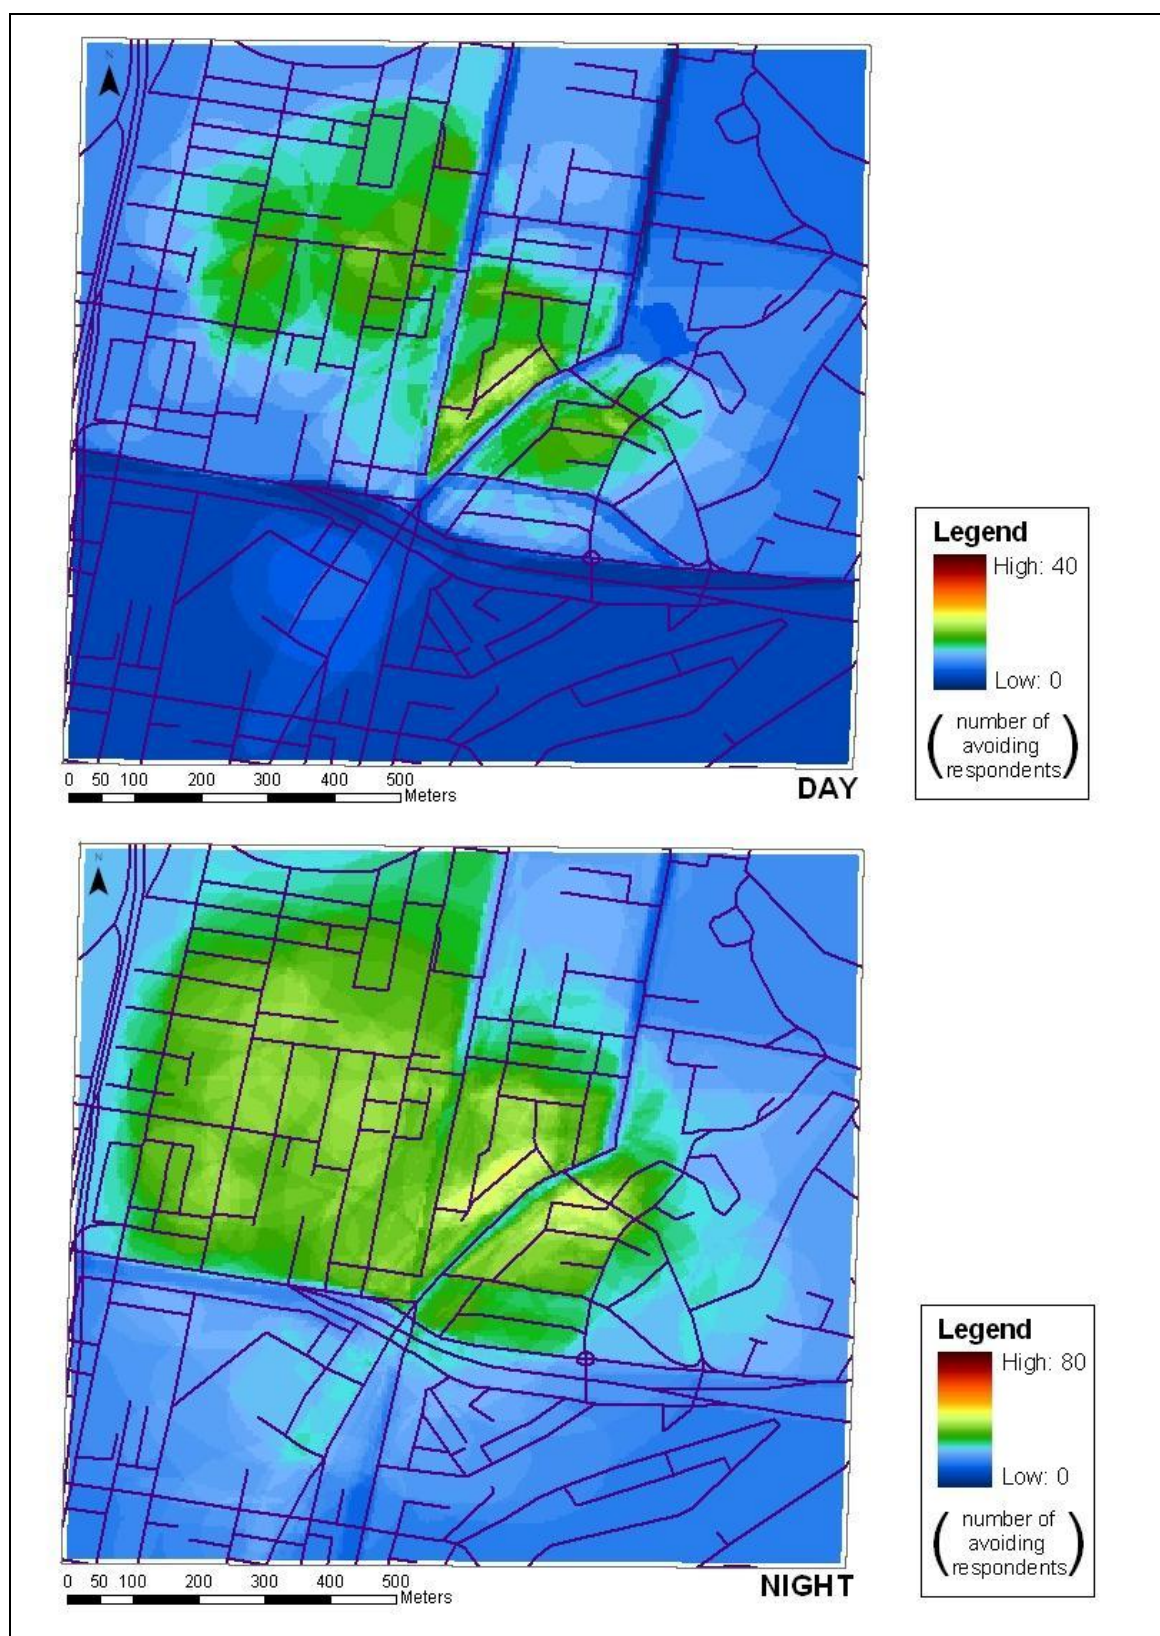 N
Legend
High: 40
Low: 0
( number of
avoiding
respondents )
0 50 100 200 300 400 500
Meters
DAY
N
Legend
High: 80
Low: 0
( number of
avoiding
respondents )
0 50 100 200 300 400 500
Meters
NIGHT